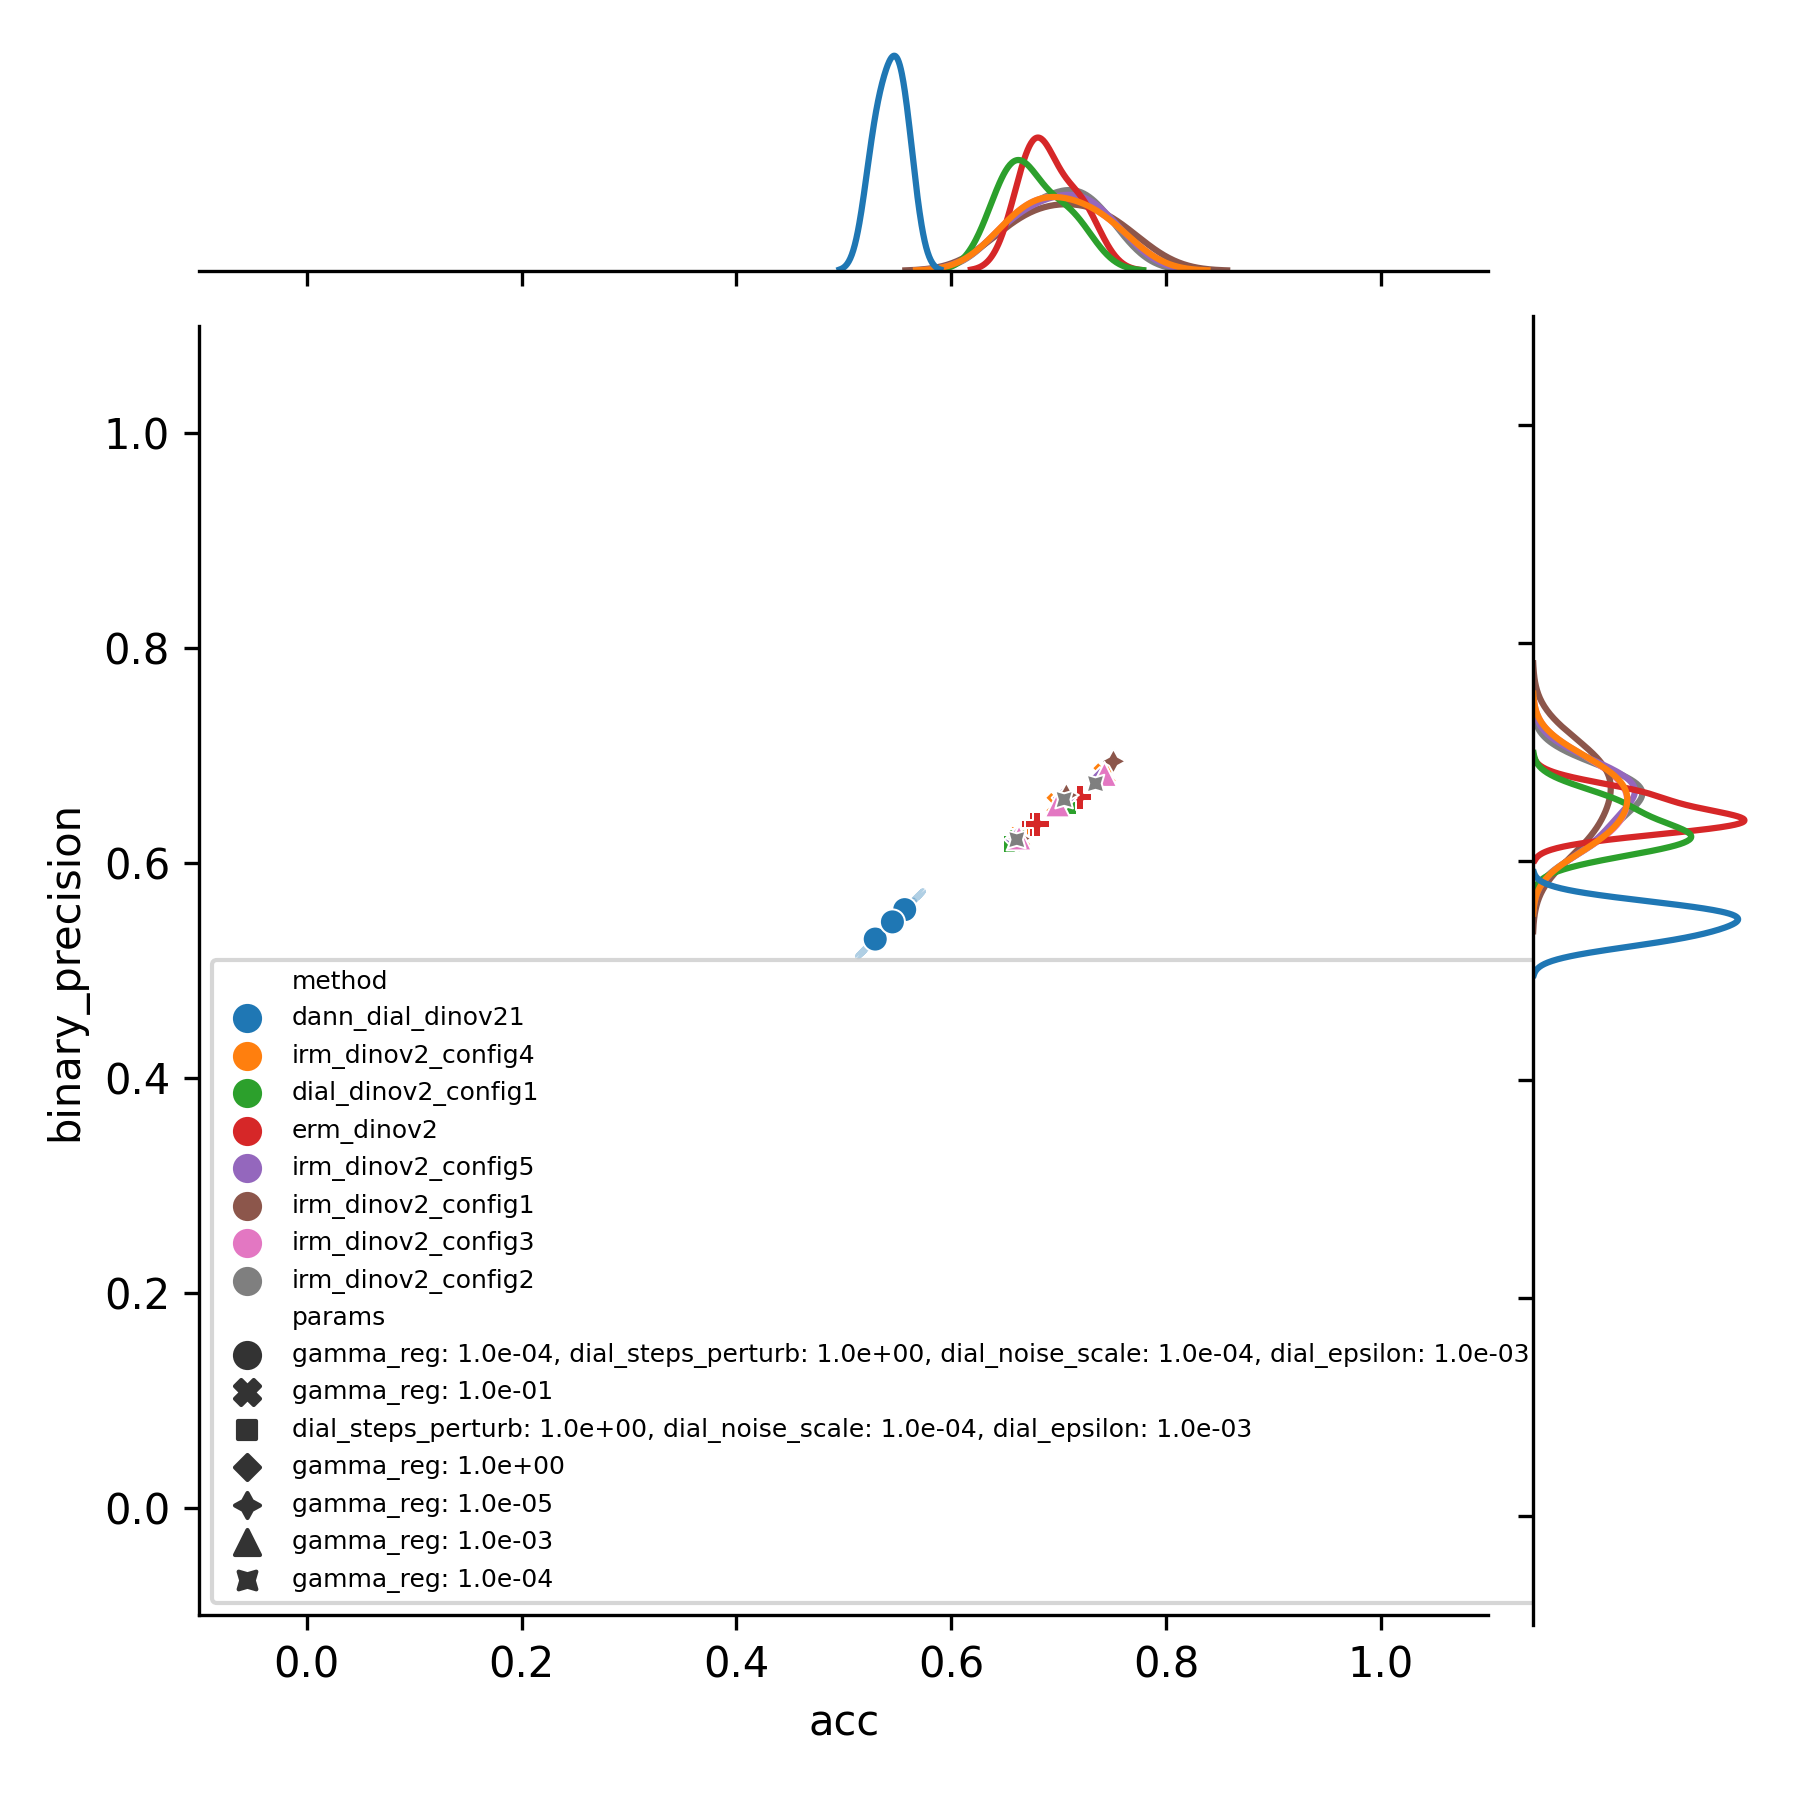 1.0
0.8
0.6
0.4
0.2
0.0
binary_precision
method
dann_dial_dinov21
irm_dinov2_config4
dial_dinov2_config1
erm_dinov2
irm_dinov2_config5
irm_dinov2_config1
irm_dinov2_config3
irm_dinov2_config2
params
gamma_reg: 1.0e-04, dial_steps_perturb: 1.0e+00, dial_noise_scale: 1.0e-04, dial_epsilon: 1.0e-03
gamma_reg: 1.0e-01
dial_steps_perturb: 1.0e+00, dial_noise_scale: 1.0e-04, dial_epsilon: 1.0e-03
gamma_reg: 1.0e+00
gamma_reg: 1.0e-05
gamma_reg: 1.0e-03
gamma_reg: 1.0e-04
0.0 0.2 0.4 0.6 0.8 1.0
acc